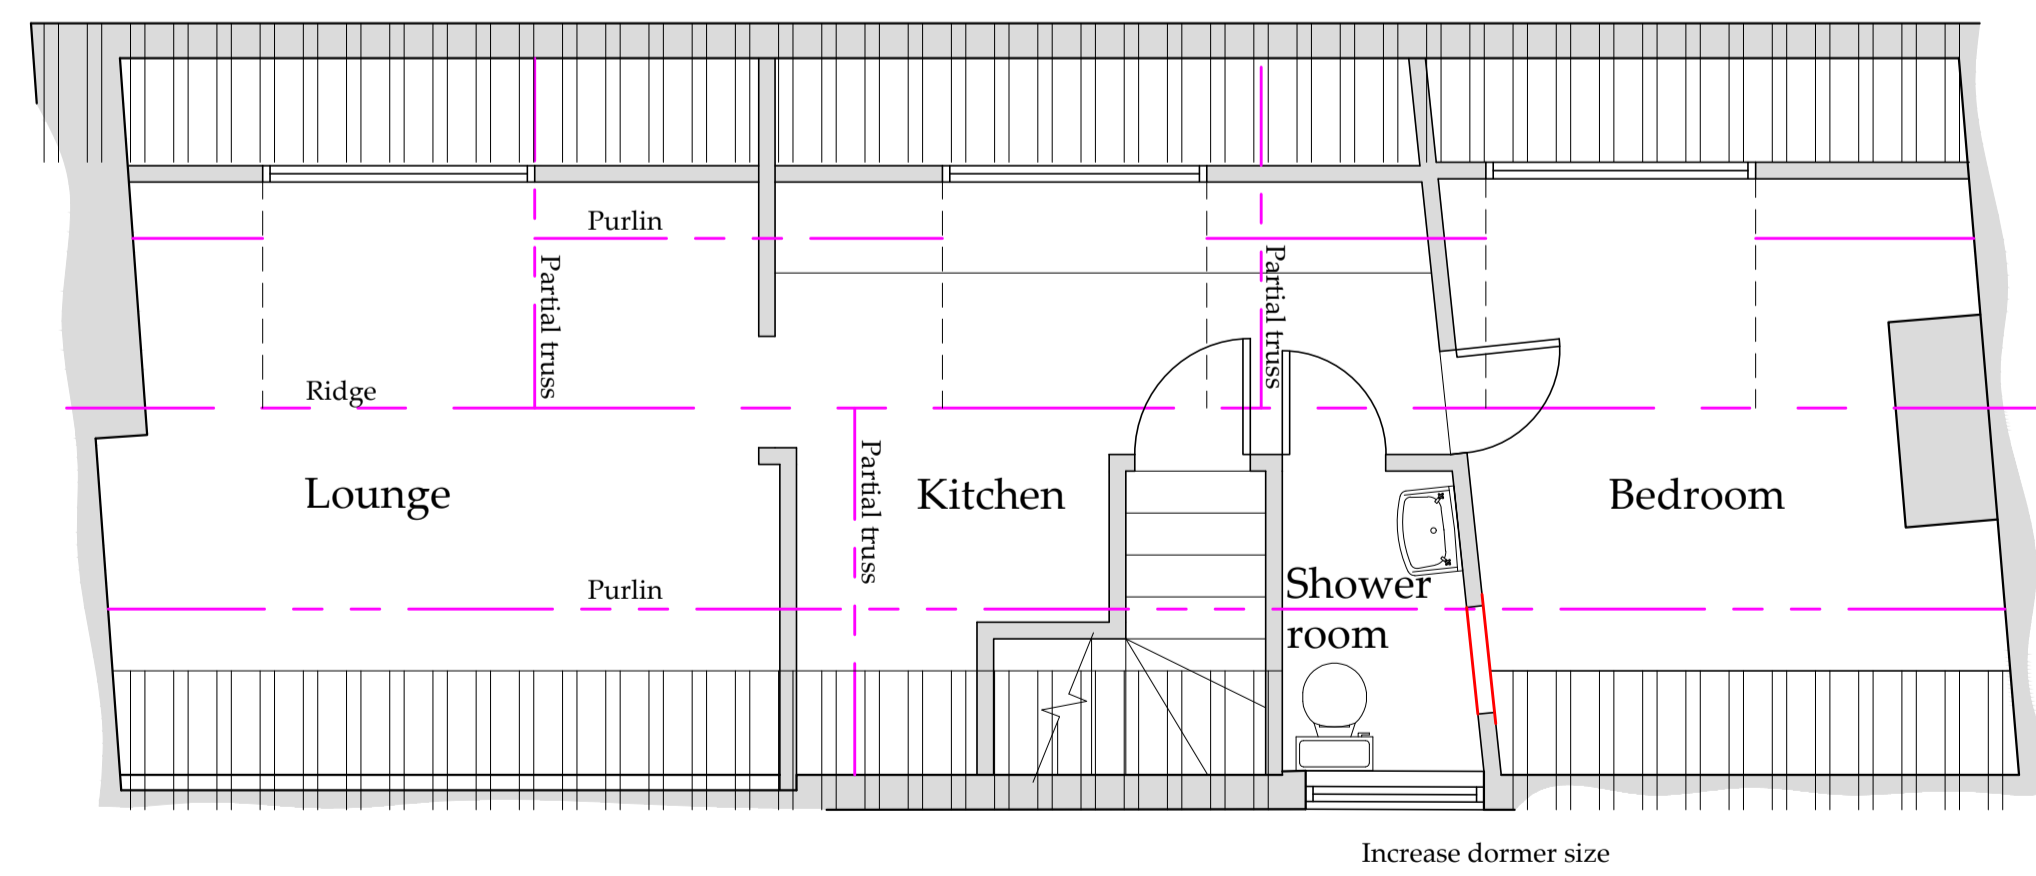 Purlin
Partial truss
Partial truss
Ridge
Partial truss
Lounge
Kitchen
Bedroom
Shower
room
Purlin
Increase dormer size